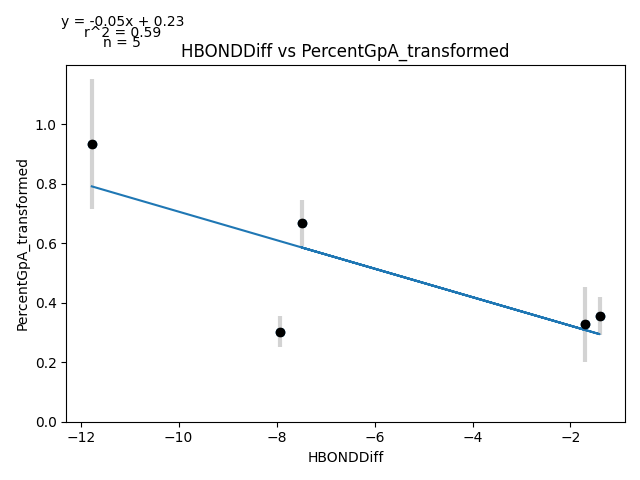 y = -0.05x + 0.23
r^2 = 0.59
n = 5
HBONDDiff vs PercentGpA_transformed
PercentGpA_transformed
1.0
0.8
0.6
0.4
0.2
0.0
−12 −10 −8 −6 −4 −2
HBONDDiff